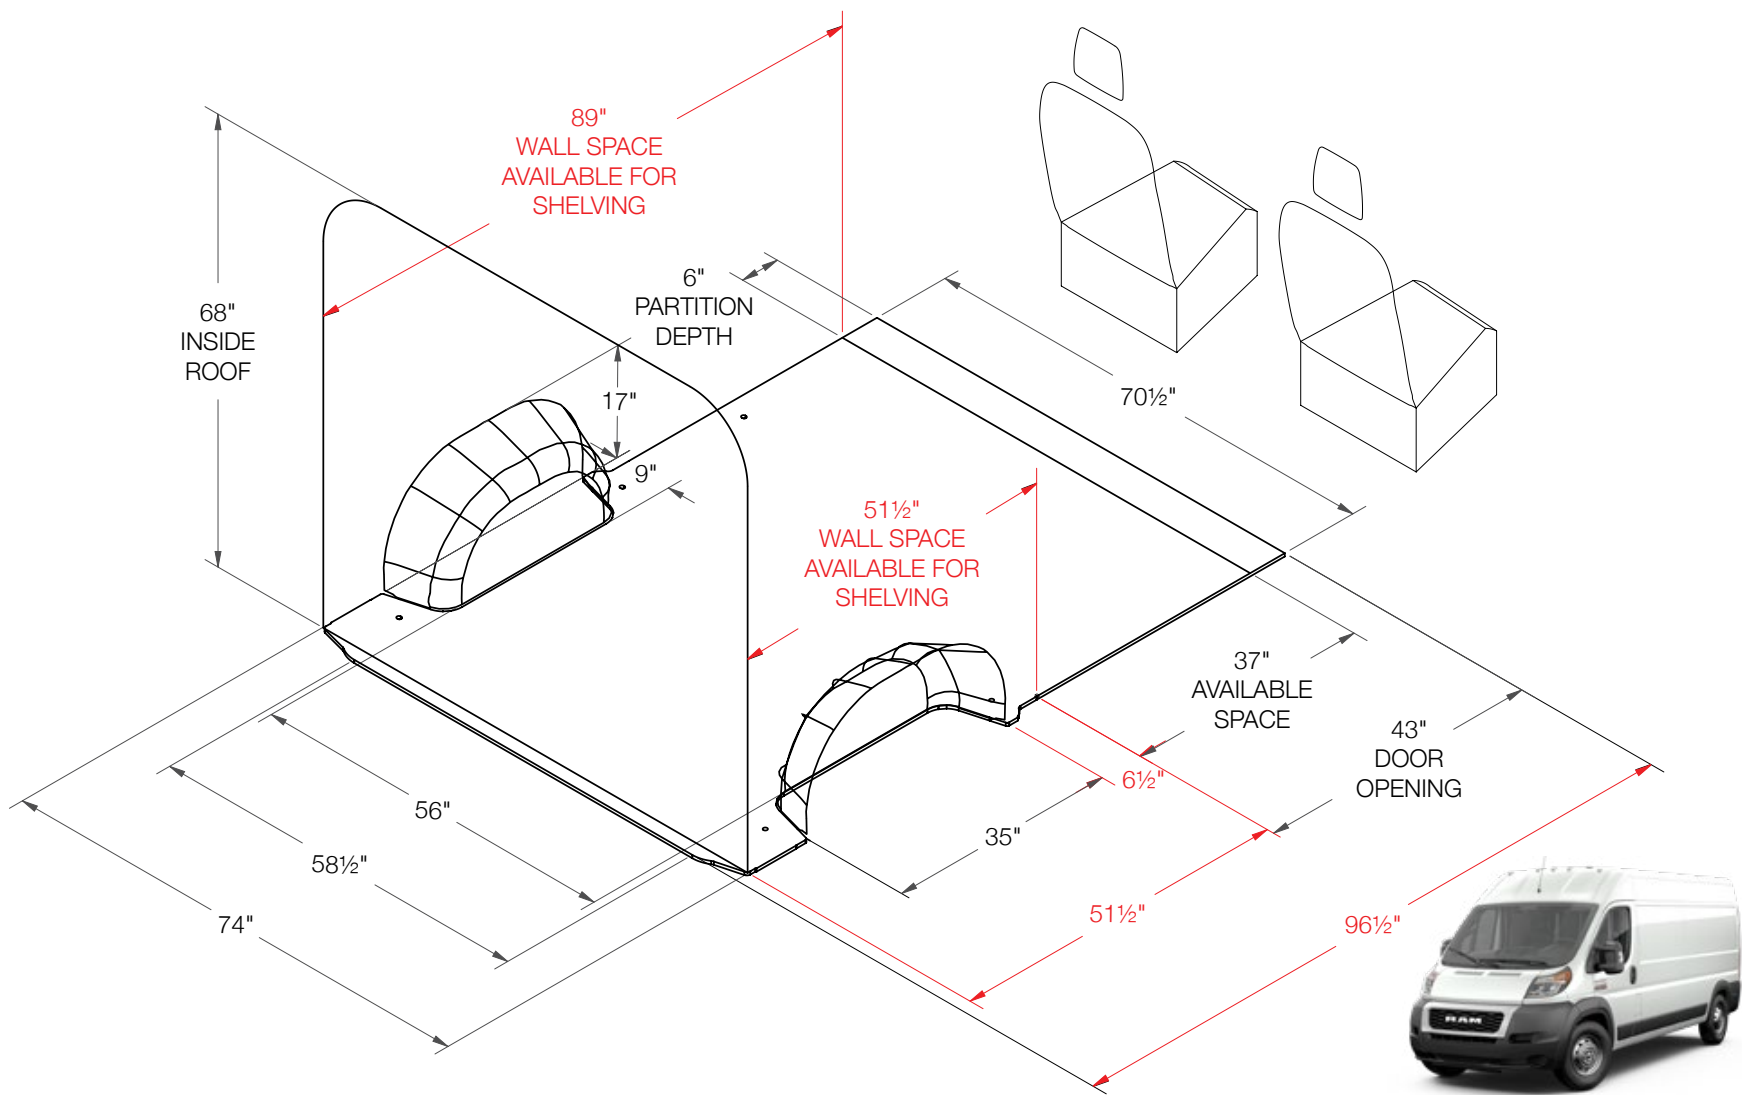 89"
WALL SPACE
AVAILABLE FOR
SHELVING
6"
PARTITION
DEPTH
68"
INSIDE
ROOF
17"
9"
70½"
51½"
WALL SPACE
AVAILABLE FOR
SHELVING
37"
AVAILABLE
SPACE
43"
DOOR
OPENING
6½"
56"
35"
58½"
74"
51½"
96½"
RAM